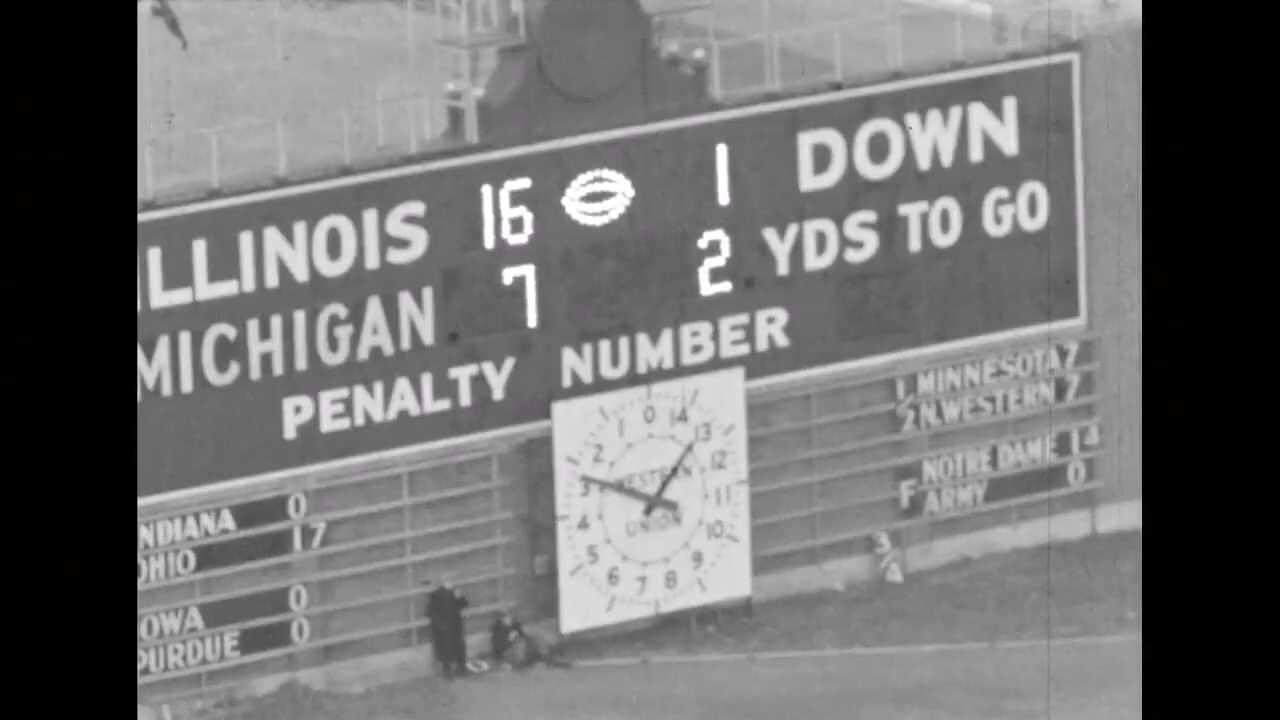 ILLINOIS 16 1 DOWN
MICHIGAN 7 2 YDS TO GO
PENALTY NUMBER
1 MINNESOTA 7
2 N.WESTERN 7
NOTRE DAME 14
F ARMY 0
NDIANA 0
OHIO 17
IOWA 0
PURDUE 0
0 14 13 12 11 10 9 8 7 6 5 4 3 2 1
WESTERN
UNION